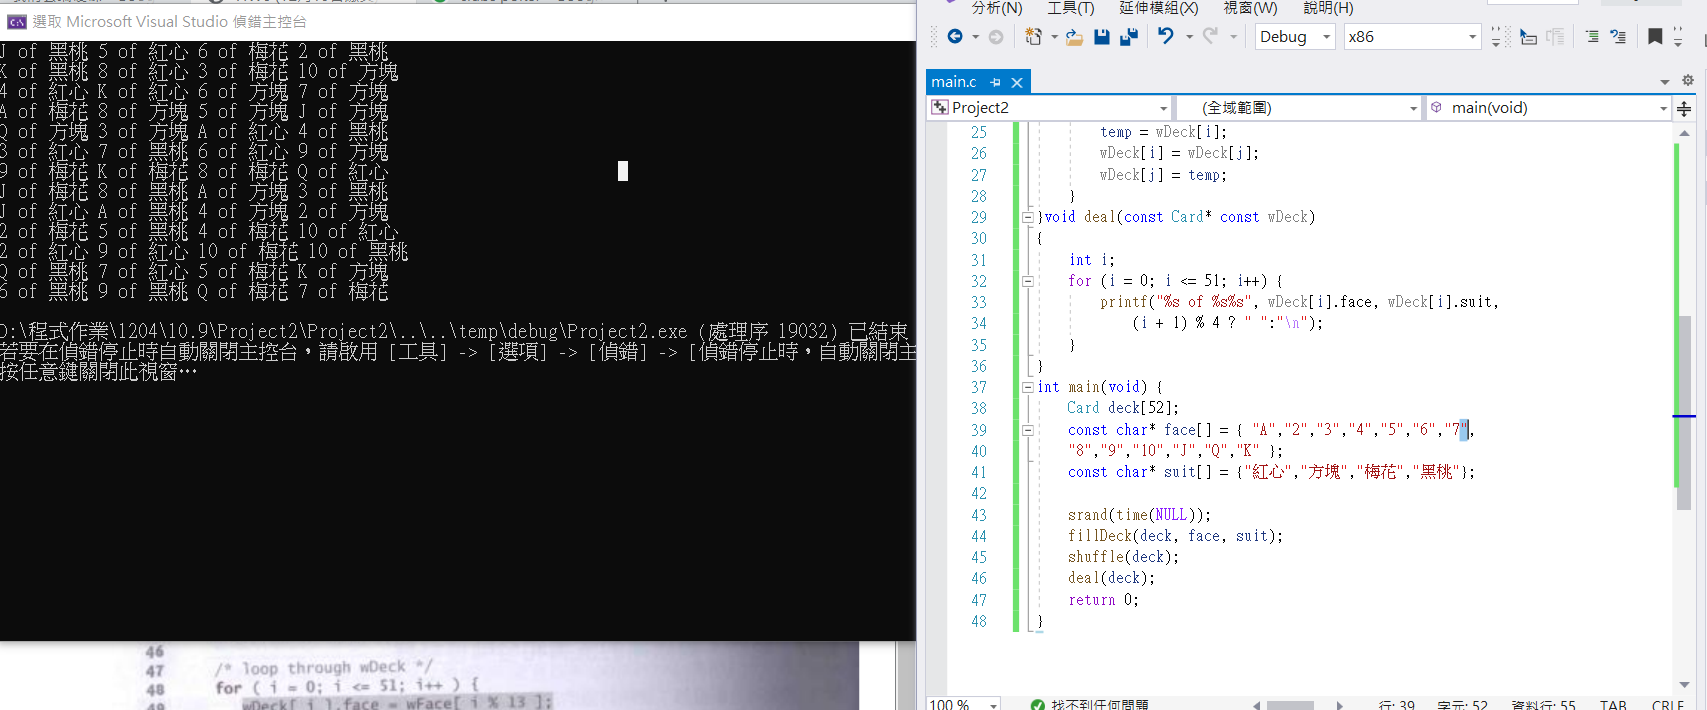 選取 Microsoft Visual Studio 偵錯主控台
J of 黑桃 5 of 紅心 6 of 梅花 2 of 黑桃
K of 黑桃 8 of 紅心 3 of 梅花 10 of 方塊
4 of 紅心 K of 紅心 6 of 方塊 7 of 方塊
A of 梅花 8 of 方塊 5 of 方塊 J of 方塊
Q of 方塊 3 of 方塊 A of 紅心 4 of 黑桃
3 of 紅心 7 of 黑桃 6 of 紅心 9 of 方塊
9 of 梅花 K of 梅花 8 of 梅花 Q of 紅心
J of 梅花 8 of 黑桃 A of 方塊 3 of 黑桃
J of 紅心 A of 黑桃 4 of 方塊 2 of 方塊
2 of 梅花 5 of 黑桃 4 of 梅花 10 of 紅心
2 of 紅心 9 of 紅心 10 of 梅花 10 of 黑桃
Q of 黑桃 7 of 紅心 5 of 梅花 K of 方塊
6 of 黑桃 9 of 黑桃 Q of 梅花 7 of 梅花
D:\程式作業\1204\10.9\Project2\Project2\..\..\temp\debug\Project2.exe (處理序 19032) 已結束
若要在偵錯停止時自動關閉主控台，請啟用 [工具] -> [選項] -> [偵錯] -> [偵錯停止時，自動關閉主
按任意鍵關閉此視窗…
46
47 /* loop through wDeck */
48 for ( i = 0; i <= 51; i++ ) {
49 wDeck[ i ].face = wFace[ i % 13 ];
分析(N) 工具(T) 延伸模組(X) 視窗(W) 說明(H)
Debug x86
main.c
Project2 (全域範圍) main(void)
25 temp = wDeck[i];
26 wDeck[i] = wDeck[j];
27 wDeck[j] = temp;
28 }
29 }void deal(const Card* const wDeck)
30 {
31 int i;
32 for (i = 0; i <= 51; i++) {
33 printf("%s of %s%s", wDeck[i].face, wDeck[i].suit,
34 (i + 1) % 4 ? " ":"\n");
35 }
36 }
37 int main(void) {
38 Card deck[52];
39 const char* face[] = { "A","2","3","4","5","6","7",
40 "8","9","10","J","Q","K" };
41 const char* suit[] = {"紅心","方塊","梅花","黑桃"};
42
43 srand(time(NULL));
44 fillDeck(deck, face, suit);
45 shuffle(deck);
46 deal(deck);
47 return 0;
48 }
100 % 找不到任何問題 行: 39 字元: 52 資料行: 55 TAB CRLF